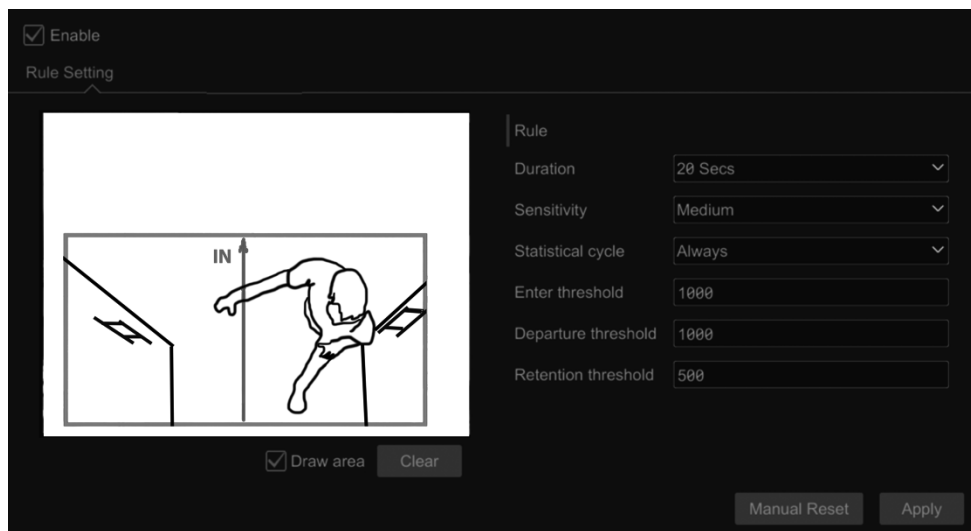 Enable
Rule Setting
IN
Rule
Duration 20 Secs
Sensitivity Medium
Statistical cycle Always
Enter threshold 1000
Departure threshold 1000
Retention threshold 500
Draw area Clear
Manual Reset Apply